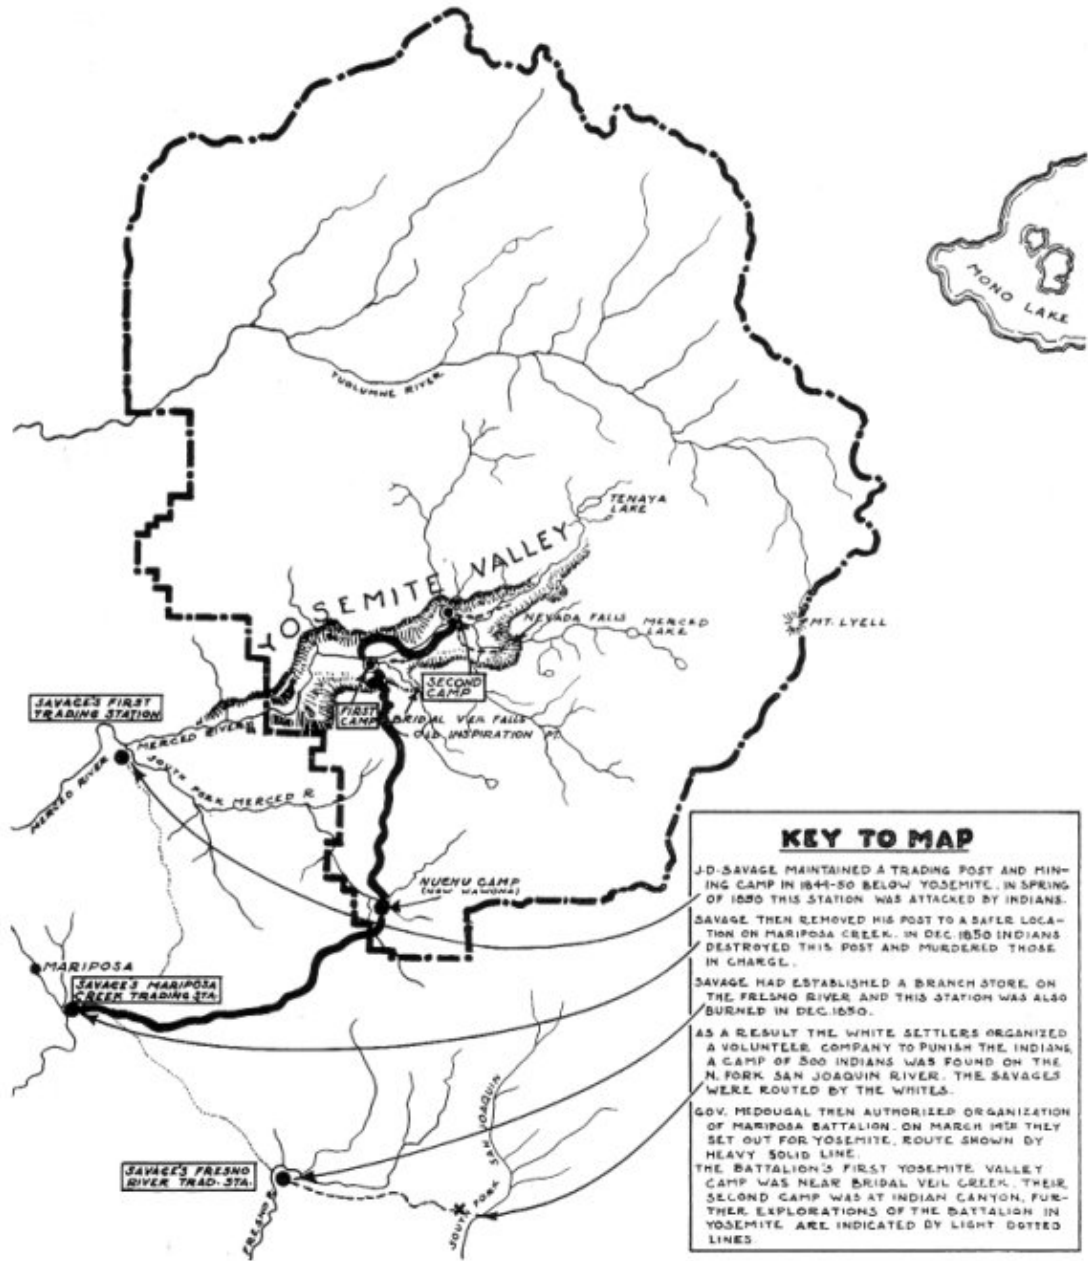 MONO LAKE
TUOLUMNE RIVER
TENAYA
LAKE
YOSEMITE VALLEY
NEVADA FALLS
MERCED
LAKE
MT. LYELL
SECOND
CAMP
FIRST
CAMP
BRIDAL VEIL FALLS
OLD INSPIRATION PT.
SAVAGE'S FIRST
TRADING STATION
MERCED RIVER
MERCED RIVER
SOUTH FORK MERCED R.
NUCHU CAMP
(NOW WAWONA)
MARIPOSA
SAVAGE'S MARIPOSA
CREEK TRADING STA.
SAVAGE'S FRESNO
RIVER TRAD. STA.
FRESNO R.
SOUTH FORK SAN JOAQUIN
KEY TO MAP
J.D. SAVAGE MAINTAINED A TRADING POST AND MIN-
ING CAMP IN 1849-50 BELOW YOSEMITE. IN SPRING
OF 1850 THIS STATION WAS ATTACKED BY INDIANS.
SAVAGE THEN REMOVED HIS POST TO A SAFER LOCA-
TION ON MARIPOSA CREEK. IN DEC. 1850 INDIANS
DESTROYED THIS POST AND MURDERED THOSE
IN CHARGE.
SAVAGE HAD ESTABLISHED A BRANCH STORE ON
THE FRESNO RIVER AND THIS STATION WAS ALSO
BURNED IN DEC. 1850.
AS A RESULT THE WHITE SETTLERS ORGANIZED
A VOLUNTEER COMPANY TO PUNISH THE INDIANS.
A CAMP OF 500 INDIANS WAS FOUND ON THE
N. FORK SAN JOAQUIN RIVER. THE SAVAGES
WERE ROUTED BY THE WHITES.
GOV. MCDOUGAL THEN AUTHORIZED ORGANIZATION
OF MARIPOSA BATTALION. ON MARCH 19TH THEY
SET OUT FOR YOSEMITE, ROUTE SHOWN BY
HEAVY SOLID LINE.
THE BATTALION'S FIRST YOSEMITE VALLEY
CAMP WAS NEAR BRIDAL VEIL CREEK. THEIR
SECOND CAMP WAS AT INDIAN CANYON. FUR-
THER EXPLORATIONS OF THE BATTALION IN
YOSEMITE ARE INDICATED BY LIGHT DOTTED
LINES.